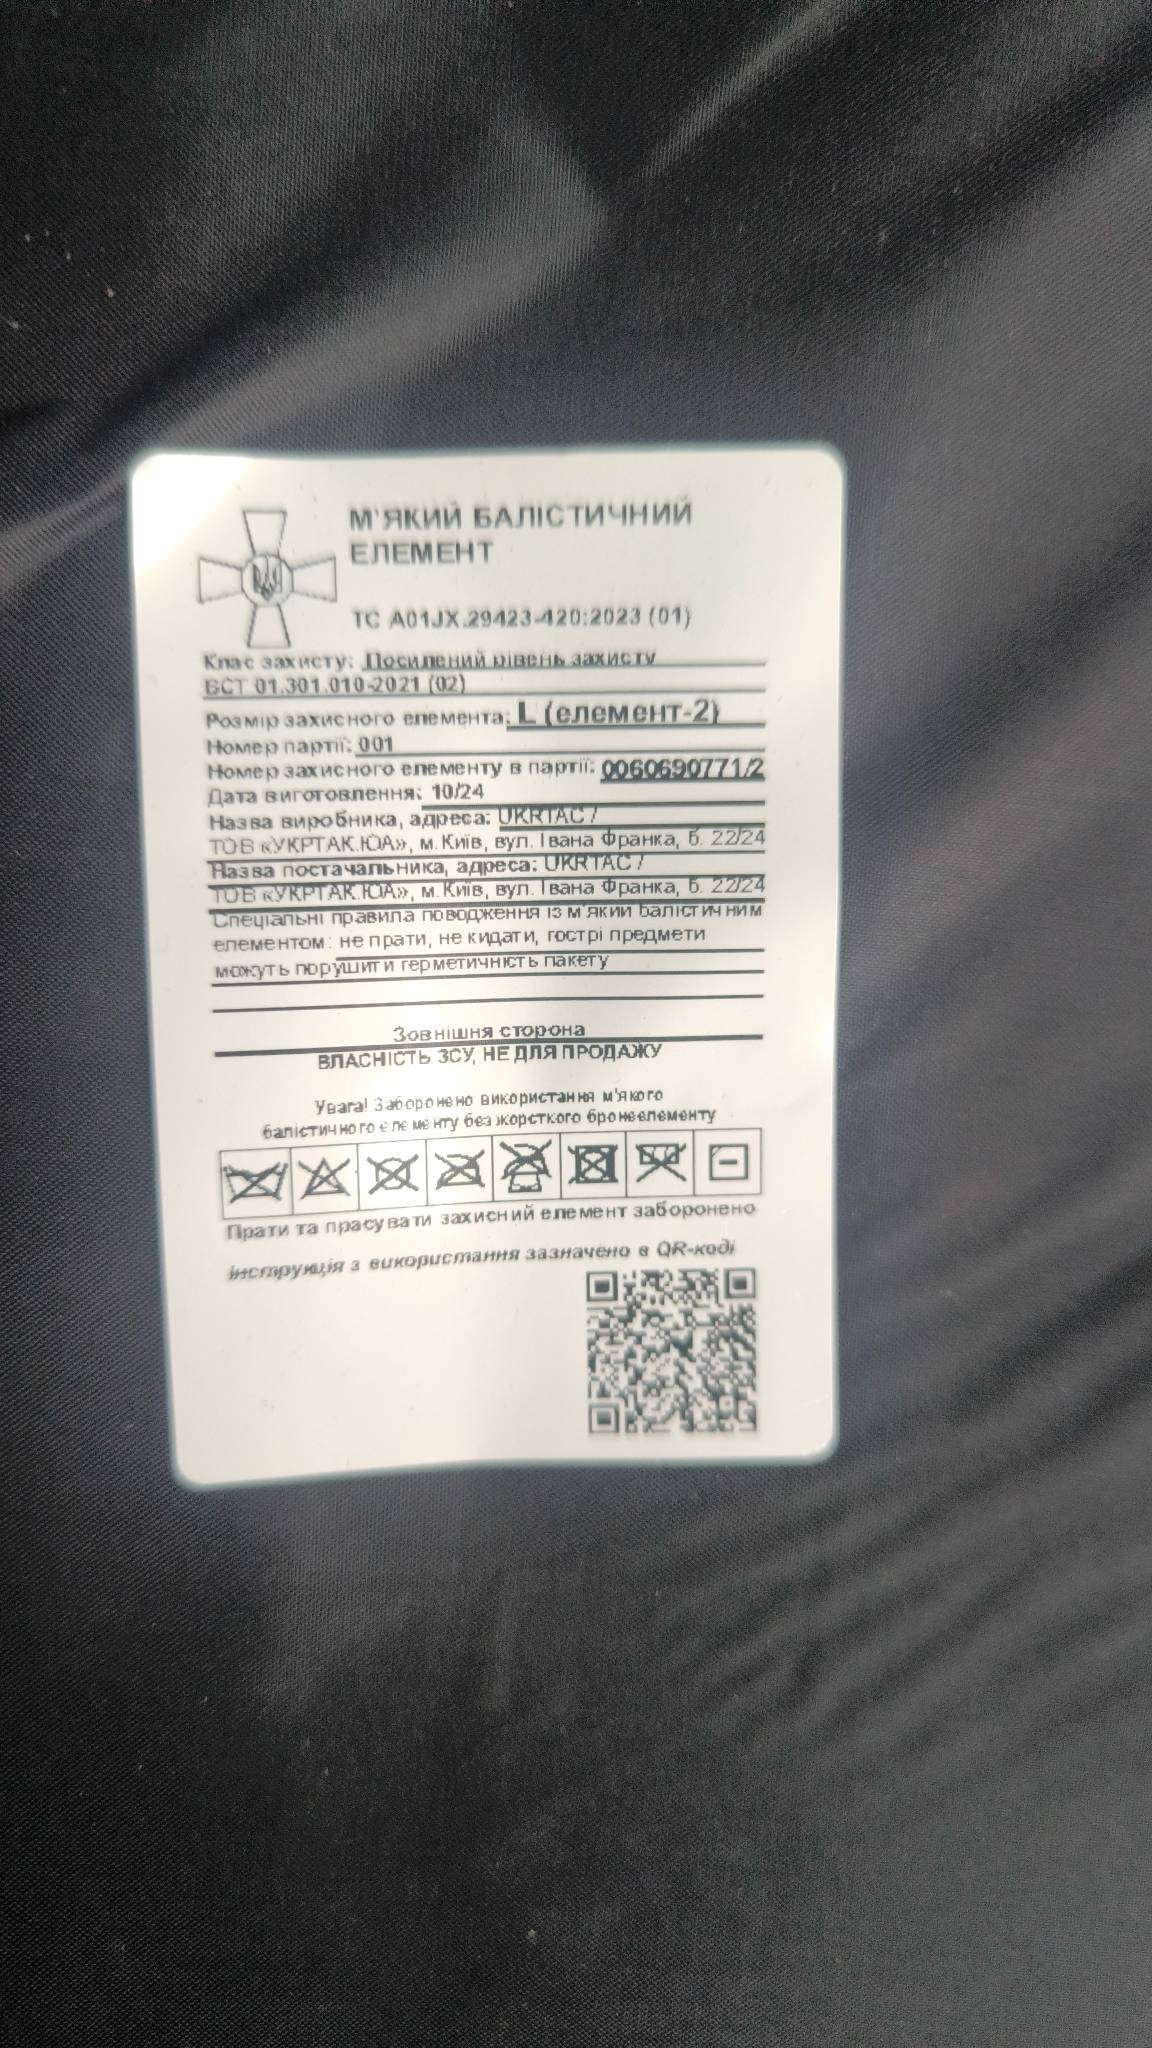 М'ЯКИЙ БАЛІСТИЧНИЙ
ЕЛЕМЕНТ
ТС А01JX.29423-420:2023 (01)
Клас захисту: Посилений рівень захисту
ВСТ 01.301.010-2021 (02)
Розмір захисного елемента: L (елемент-2)
Номер партії: 001
Номер захисного елементу в партії: 0060690771/2
Дата виготовлення: 10/24
Назва виробника, адреса: UKRTAC /
ТОВ «УКРТАК.ЮА», м.Київ, вул. Івана Франка, б. 22/24
Назва постачальника, адреса: UKRTAC /
ТОВ «УКРТАК.ЮА», м.Київ, вул. Івана Франка, б. 22/24
Спеціальні правила поводження із м'який балістичним
елементом: не прати, не кидати, гострі предмети
можуть порушити герметичність пакету
Зовнішня сторона
ВЛАСНІСТЬ ЗСУ, НЕ ДЛЯ ПРОДАЖУ
Увага! Заборонено використання м'якого
балістичного елементу без жорсткого бронеелементу
Прати та прасувати захисний елемент заборонено
інструкція з використання зазначено в QR-коді